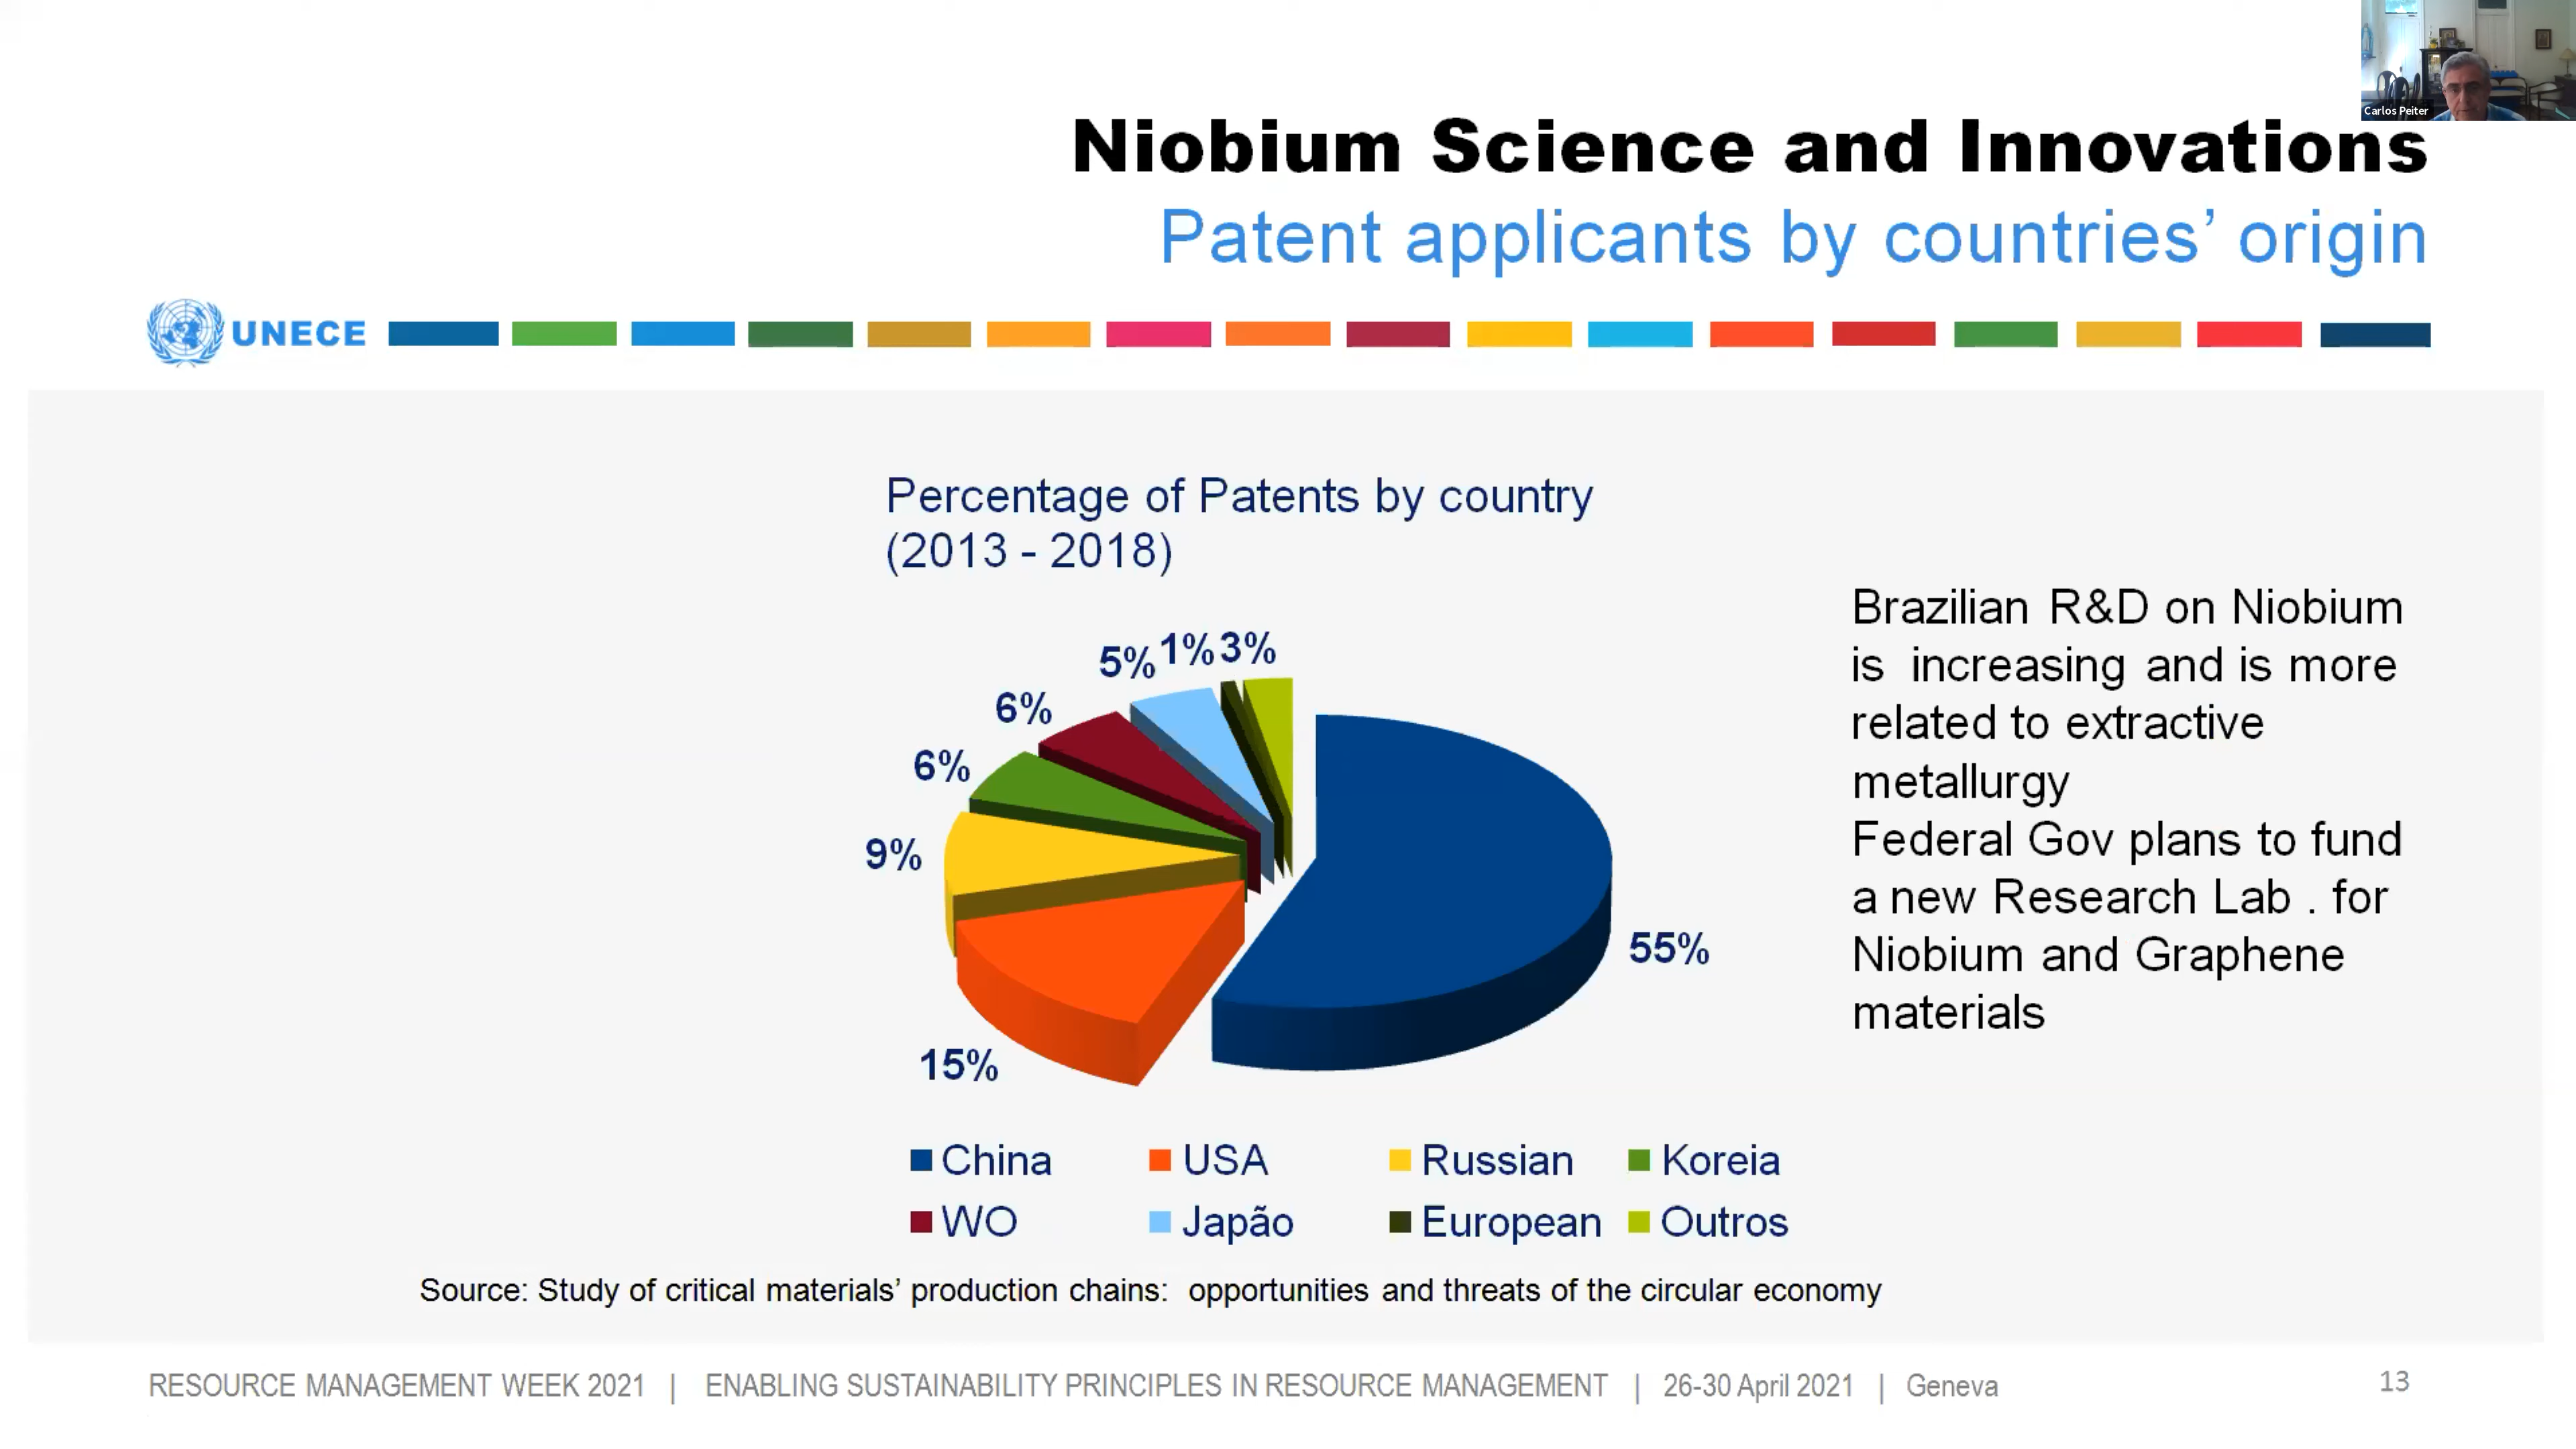 Carlos Peiter
Niobium Science and Innovations
Patent applicants by countries’ origin
UNECE
Percentage of Patents by country
(2013 - 2018)
5% 1% 3%
6%
6%
9%
15%
55%
China USA Russian Koreia
WO Japão European Outros
Brazilian R&D on Niobium
is increasing and is more
related to extractive
metallurgy
Federal Gov plans to fund
a new Research Lab . for
Niobium and Graphene
materials
Source: Study of critical materials’ production chains: opportunities and threats of the circular economy
RESOURCE MANAGEMENT WEEK 2021 | ENABLING SUSTAINABILITY PRINCIPLES IN RESOURCE MANAGEMENT | 26-30 April 2021 | Geneva
13